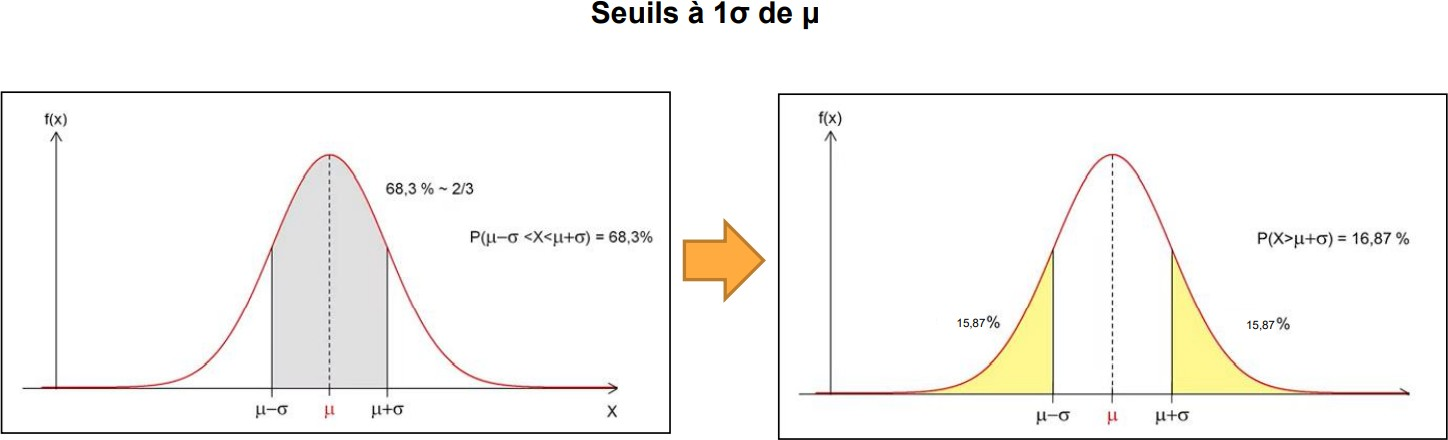 Seuils à 1σ de μ
f(x)
68,3 % ~ 2/3
P(μ−σ <X<μ+σ) = 68,3%
μ−σ μ μ+σ X
f(x)
P(X>μ+σ) = 16,87 %
15,87% 15,87%
μ−σ μ μ+σ